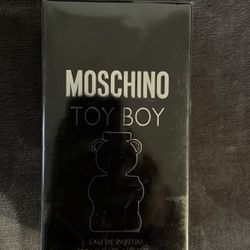 MOSCHINO
TOY BOY
EAU DE PARFUM